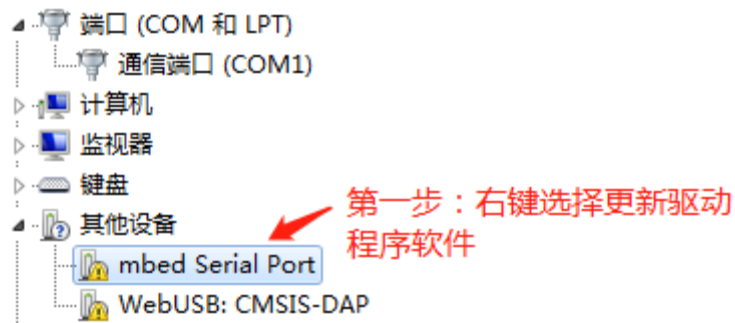 端口 (COM 和 LPT)
通信端口 (COM1)
计算机
监视器
键盘
其他设备
mbed Serial Port
WebUSB: CMSIS-DAP
第一步：右键选择更新驱动
程序软件